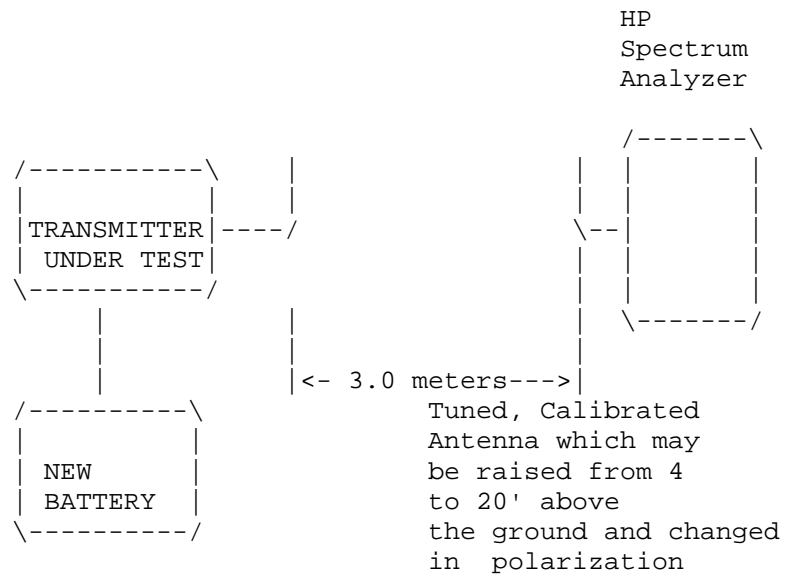 HP
Spectrum
Analyzer
TRANSMITTER
UNDER TEST
<- 3.0 meters--->
NEW
BATTERY
Tuned, Calibrated
Antenna which may
be raised from 4
to 20' above
the ground and changed
in  polarization